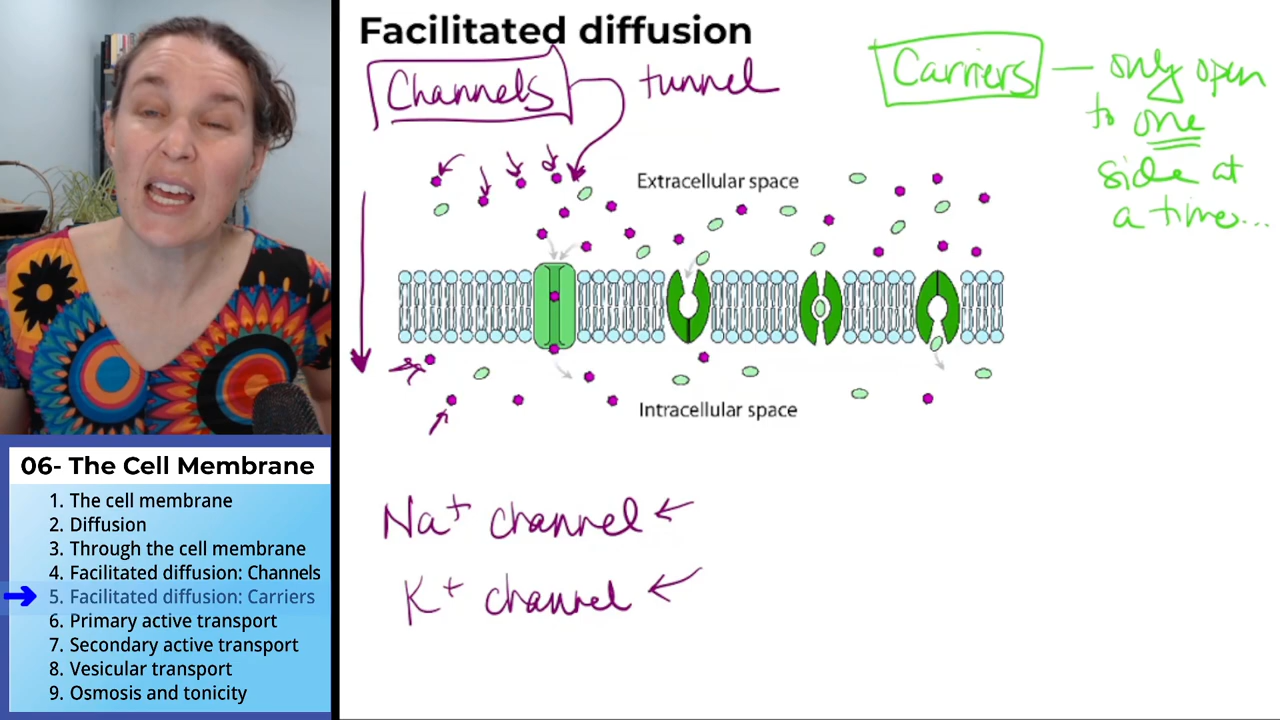 Facilitated diffusion
Channels
tunnel
Carriers — only open
to one
side at
a time...
Extracellular space
Intracellular space
Na+ channel ←
K+ channel ←
06- The Cell Membrane
1. The cell membrane
2. Diffusion
3. Through the cell membrane
4. Facilitated diffusion: Channels
5. Facilitated diffusion: Carriers
6. Primary active transport
7. Secondary active transport
8. Vesicular transport
9. Osmosis and tonicity